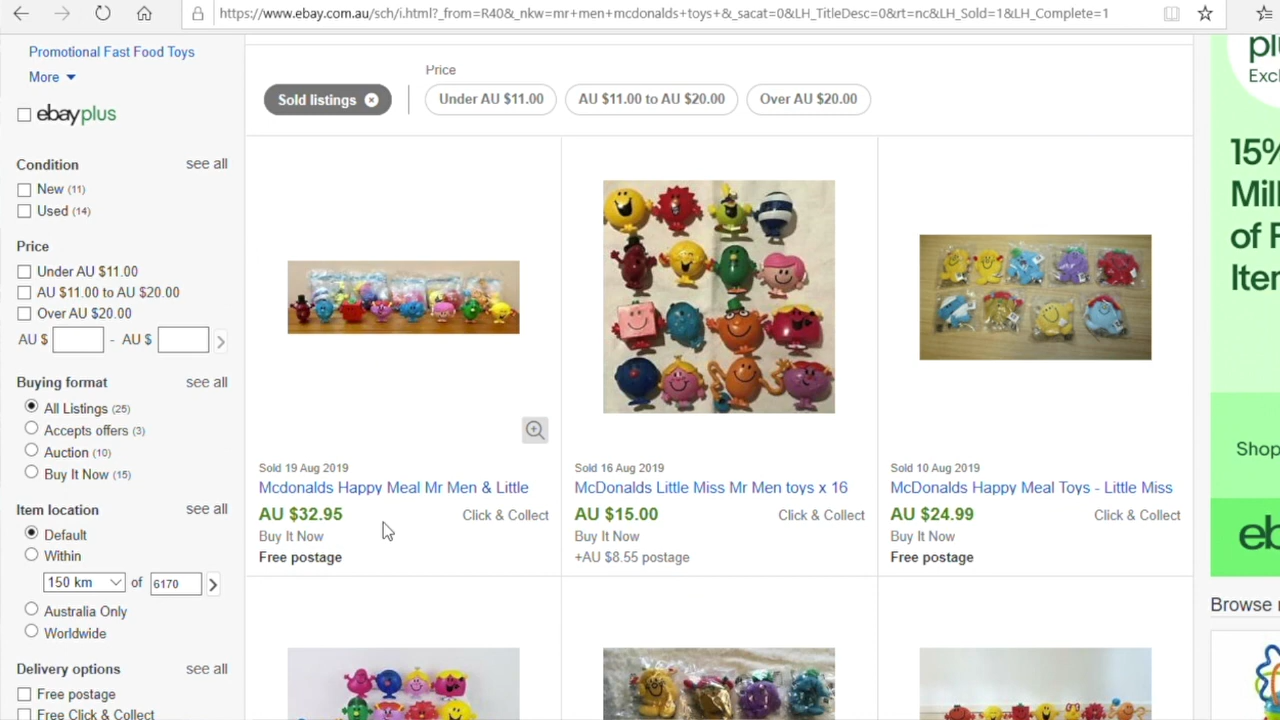 https://www.ebay.com.au/sch/i.html?_from=R40&_nkw=mr+men+mcdonalds+toys+&_sacat=0&LH_TitleDesc=0&rt=nc&LH_Sold=1&LH_Complete=1
Promotional Fast Food Toys
More
ebayplus
Condition see all
New (11)
Used (14)
Price
Under AU $11.00
AU $11.00 to AU $20.00
Over AU $20.00
AU $ - AU $
Buying format see all
All Listings (25)
Accepts offers (3)
Auction (10)
Buy It Now (15)
Item location see all
Default
Within
150 km of 6170
Australia Only
Worldwide
Delivery options see all
Free postage
Free Click & Collect
Price
Sold listings Under AU $11.00 AU $11.00 to AU $20.00 Over AU $20.00
Sold 19 Aug 2019
Mcdonalds Happy Meal Mr Men & Little
AU $32.95 Click & Collect
Buy It Now
Free postage
Sold 16 Aug 2019
McDonalds Little Miss Mr Men toys x 16
AU $15.00 Click & Collect
Buy It Now
+AU $8.55 postage
Sold 10 Aug 2019
McDonalds Happy Meal Toys - Little Miss
AU $24.99 Click & Collect
Buy It Now
Free postage
pl
Exc
15%
Mill
of
Iter
Shop
eb
Browse